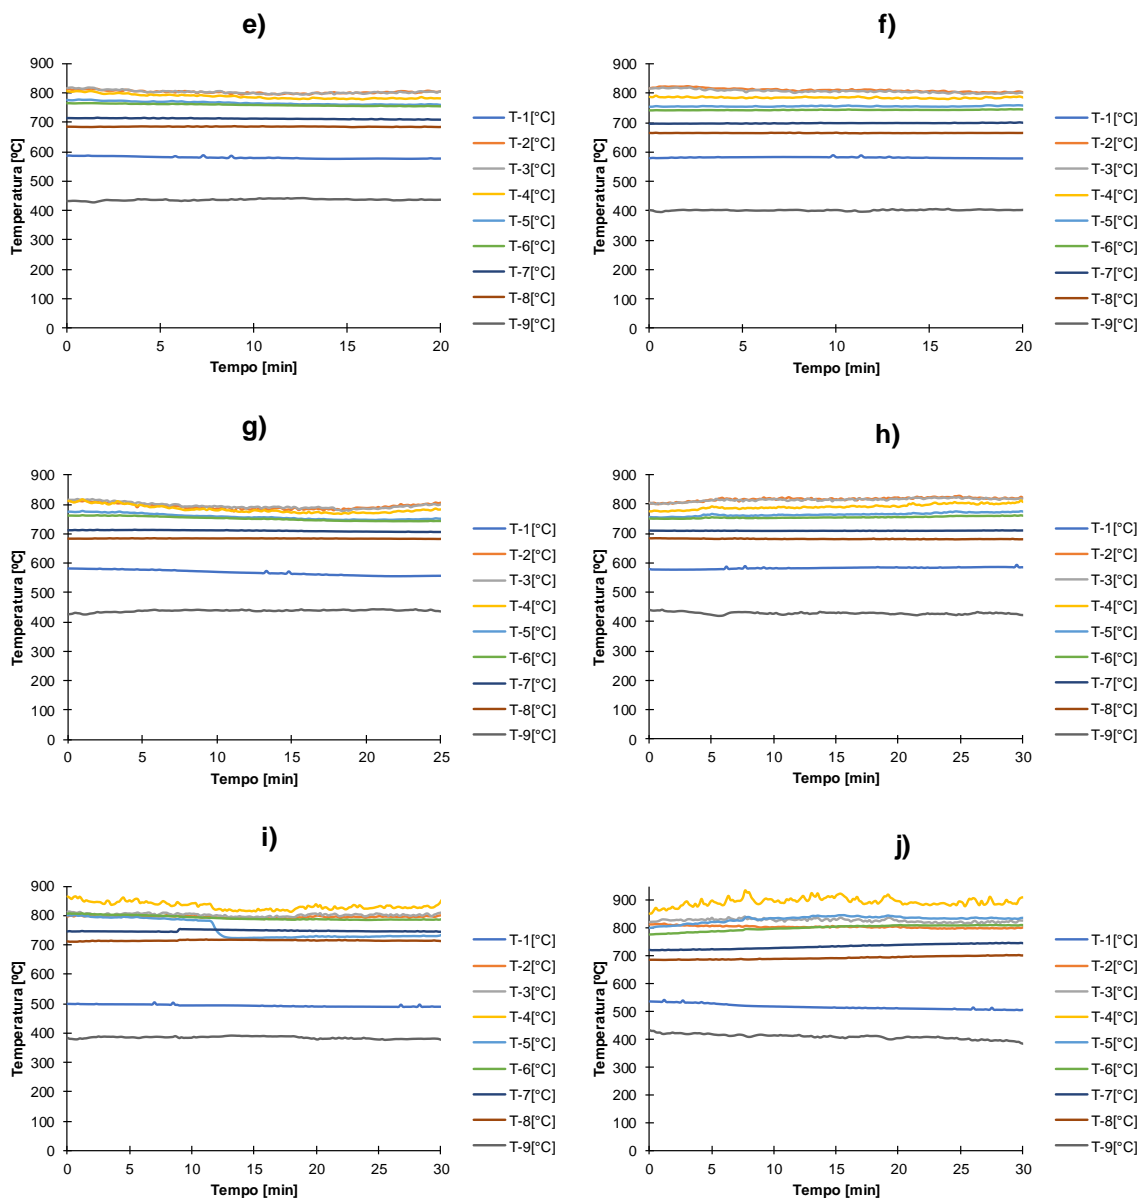 e)
900
800
700
600
500
400
300
200
100
0
Temperatura [ºC]
0 5 10 15 20
Tempo [min]
T-1[°C]
T-2[°C]
T-3[°C]
T-4[°C]
T-5[°C]
T-6[°C]
T-7[°C]
T-8[°C]
T-9[°C]
f)
900
800
700
600
500
400
300
200
100
0
Temperatura [ºC]
0 5 10 15 20
Tempo [min]
T-1[°C]
T-2[°C]
T-3[°C]
T-4[°C]
T-5[°C]
T-6[°C]
T-7[°C]
T-8[°C]
T-9[°C]
g)
900
800
700
600
500
400
300
200
100
0
Temperatura [ºC]
0 5 10 15 20 25
Tempo [min]
T-1[°C]
T-2[°C]
T-3[°C]
T-4[°C]
T-5[°C]
T-6[°C]
T-7[°C]
T-8[°C]
T-9[°C]
h)
900
800
700
600
500
400
300
200
100
0
Temperatura [ºC]
0 5 10 15 20 25 30
Tempo [min]
T-1[°C]
T-2[°C]
T-3[°C]
T-4[°C]
T-5[°C]
T-6[°C]
T-7[°C]
T-8[°C]
T-9[°C]
i)
900
800
700
600
500
400
300
200
100
0
Temperatura [ºC]
0 5 10 15 20 25 30
Tempo [min]
T-1[°C]
T-2[°C]
T-3[°C]
T-4[°C]
T-5[°C]
T-6[°C]
T-7[°C]
T-8[°C]
T-9[°C]
j)
900
800
700
600
500
400
300
200
100
0
Temperatura [ºC]
0 5 10 15 20 25 30
Tempo [min]
T-1[°C]
T-2[°C]
T-3[°C]
T-4[°C]
T-5[°C]
T-6[°C]
T-7[°C]
T-8[°C]
T-9[°C]